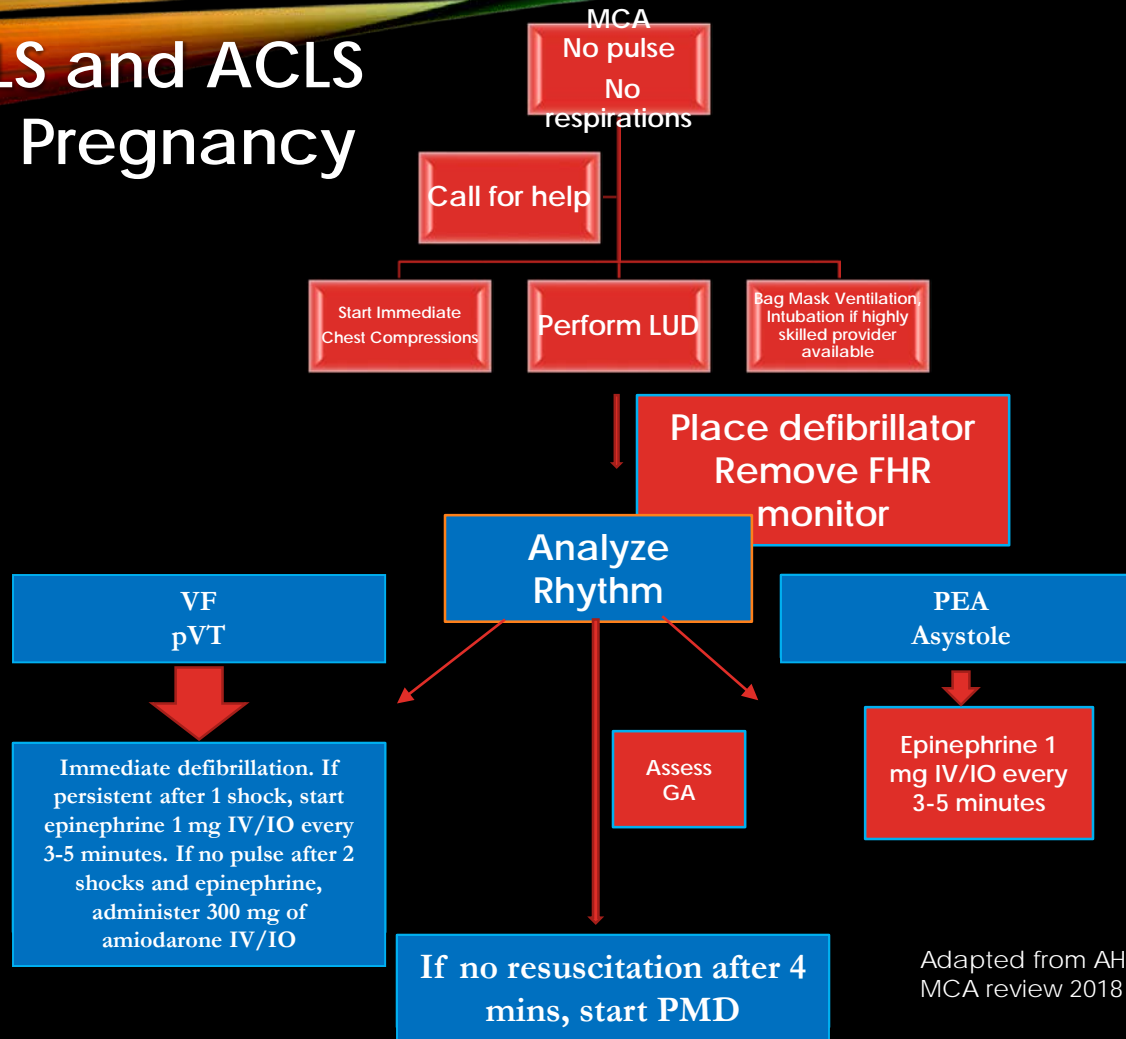 LS and ACLS
Pregnancy
MCA
No pulse
No
respirations
Call for help
Start Immediate
Chest Compressions
Perform LUD
Bag Mask Ventilation,
Intubation if highly
skilled provider
available
Place defibrillator
Remove FHR
monitor
Analyze
Rhythm
VF
pVT
PEA
Asystole
Immediate defibrillation. If
persistent after 1 shock, start
epinephrine 1 mg IV/IO every
3-5 minutes. If no pulse after 2
shocks and epinephrine,
administer 300 mg of
amiodarone IV/IO
Assess
GA
Epinephrine 1
mg IV/IO every
3-5 minutes
If no resuscitation after 4
mins, start PMD
Adapted from AH
MCA review 2018